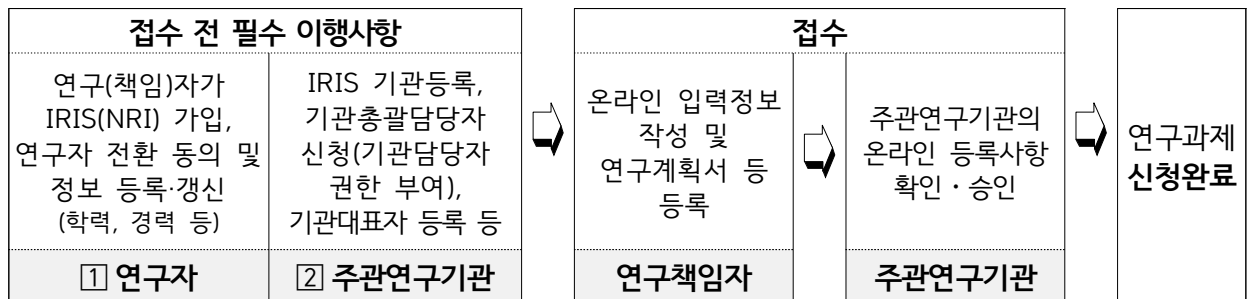 접수 전 필수 이행사항
연구(책임)자가
IRIS(NRI) 가입,
연구자 전환 동의 및
정보 등록·갱신
(학력, 경력 등)
1 연구자
IRIS 기관등록,
기관총괄담당자
신청(기관담당자
권한 부여),
기관대표자 등록 등
2 주관연구기관
접수
온라인 입력정보
작성 및
연구계획서 등
등록
연구책임자
주관연구기관의
온라인 등록사항
확인・승인
주관연구기관
연구과제
신청완료